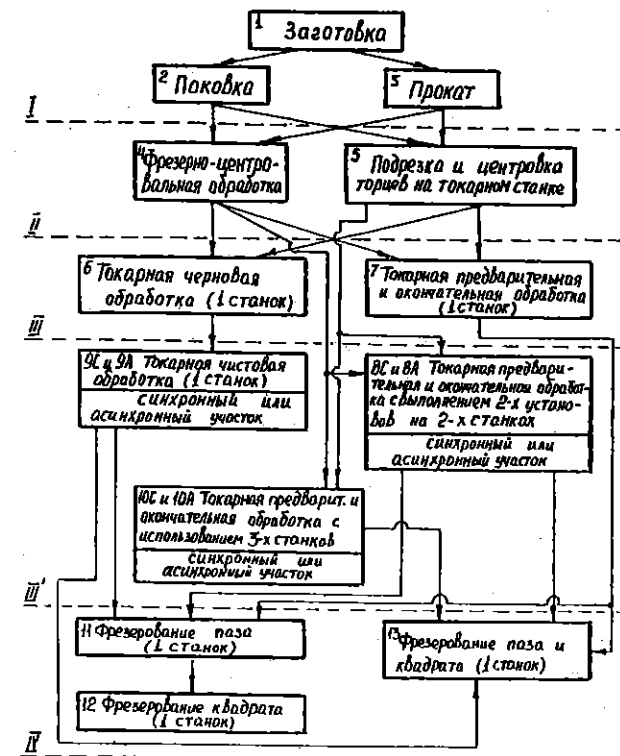 1 Заготовка
2 Паковка
3 Прокат
I
4 Фрезерно-центро-
вальная обработка
5 Подрезка и центровка
торцев на токарном станке
II
6 Токарная черновая
обработка (1 станок)
7 Токарная предварительная
и окончательная обработка
(1 станок)
III
9С и 9А Токарная чистовая
обработка (1 станок)
синхронный или
асинхронный участок
8С и 8А Токарная предвари-
тельная и окончательной обработ-
ка с выполнением 2-х устано-
вов на 2-х станках
синхронный или
асинхронный участок
10С и 10А Токарная предварит. и
окончательная обработка с
использованием 3-х станков
синхронный или
асинхронный участок
III'
11 Фрезерование паза
(1 станок)
13 Фрезерование паза и
квадрата (1 станок)
12 Фрезерование квадрата
(1 станок)
IV